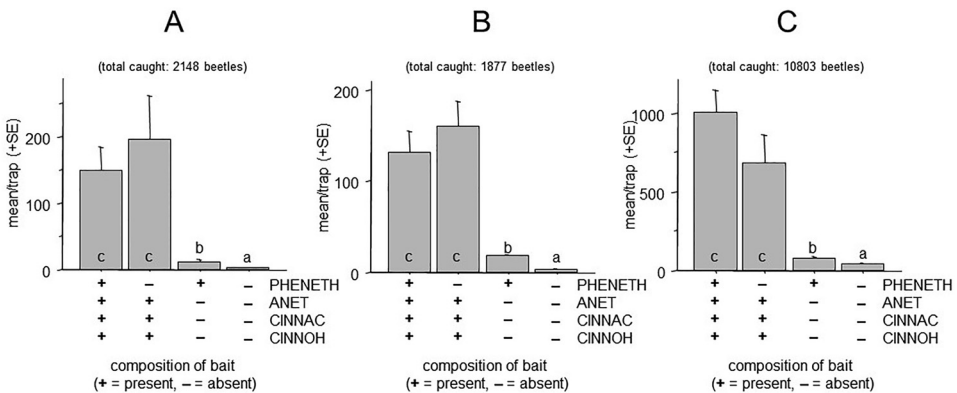 A
B
C
(total caught: 2148 beetles)
(total caught: 1877 beetles)
(total caught: 10803 beetles)
mean/trap (+SE)
200
100
0
c
c
b
a
mean/trap (+SE)
200
100
0
c
c
b
a
mean/trap (+SE)
1000
500
0
c
c
b
a
+ − + − PHENETH
+ + − − ANET
+ + − − CINNAC
+ + − − CINNOH
+ − + − PHENETH
+ + − − ANET
+ + − − CINNAC
+ + − − CINNOH
+ − + − PHENETH
+ + − − ANET
+ + − − CINNAC
+ + − − CINNOH
composition of bait
(+ = present, − = absent)
composition of bait
(+ = present, − = absent)
composition of bait
(+ = present, − = absent)